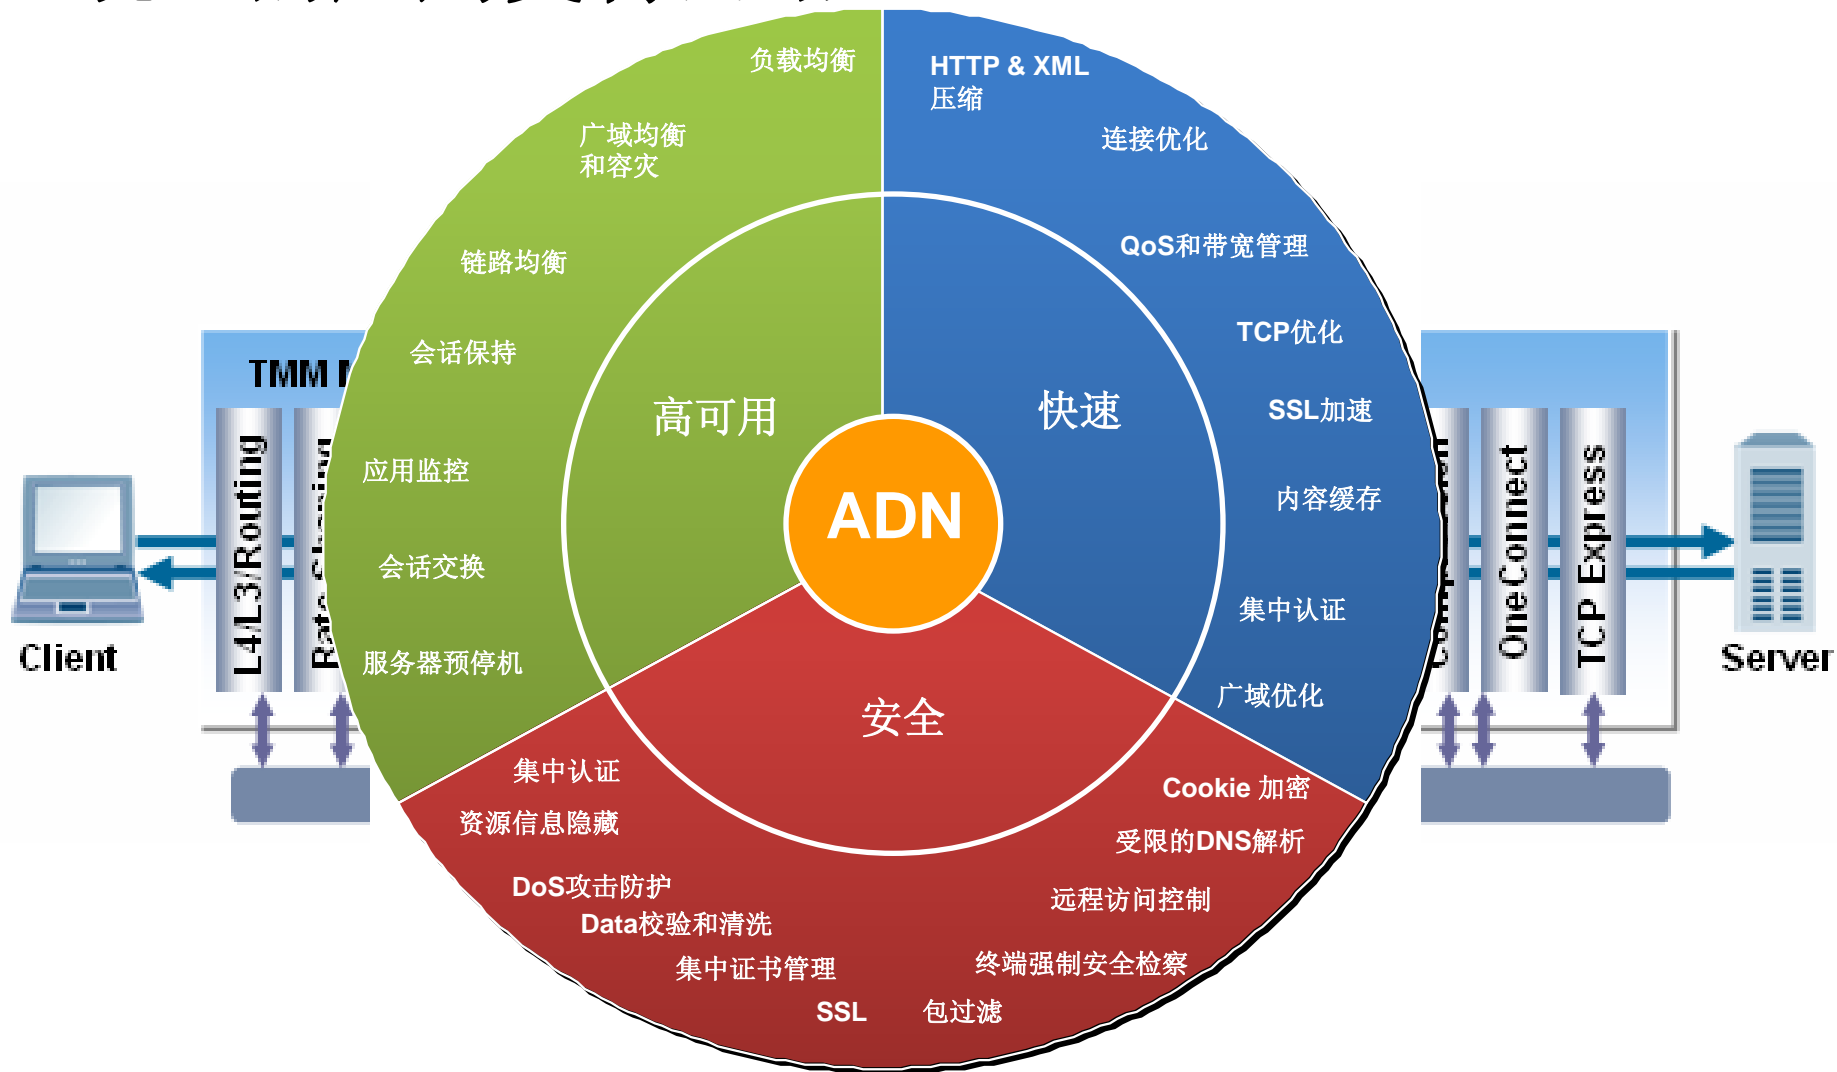 负载均衡
HTTP & XML
压缩
广域均衡
和容灾
连接优化
链路均衡
QoS和带宽管理
会话保持
TCP优化
TMM
高可用
快速
SSL加速
应用监控
内容缓存
ADN
会话交换
集中认证
服务器预停机
广域优化
L4/L3/Routing
OneConnect
TCP Express
Client
Server
安全
集中认证
Cookie 加密
资源信息隐藏
受限的DNS解析
DoS攻击防护
远程访问控制
Data校验和清洗
集中证书管理
终端强制安全检察
SSL
包过滤